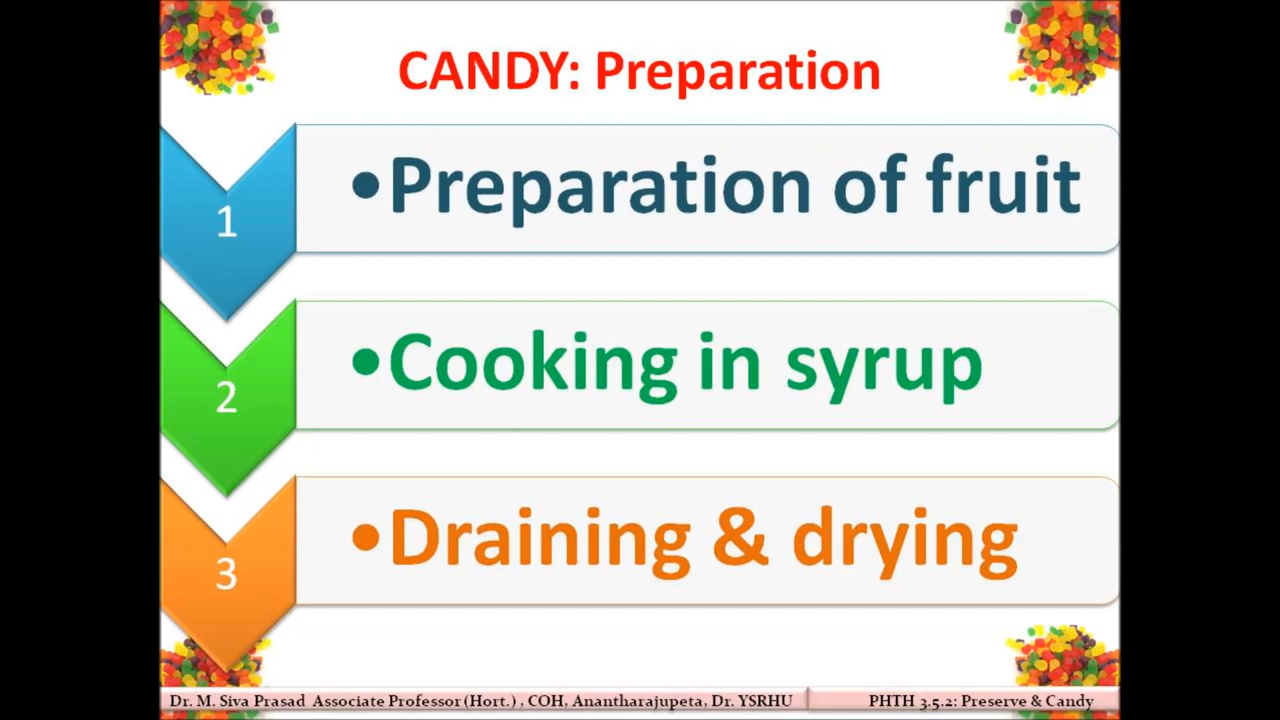 CANDY: Preparation
1
•Preparation of fruit
2
•Cooking in syrup
3
•Draining & drying
Dr. M. Siva Prasad Associate Professor (Hort.) , COH, Anantharajupeta, Dr. YSRHU
PHTH 3.5.2: Preserve & Candy